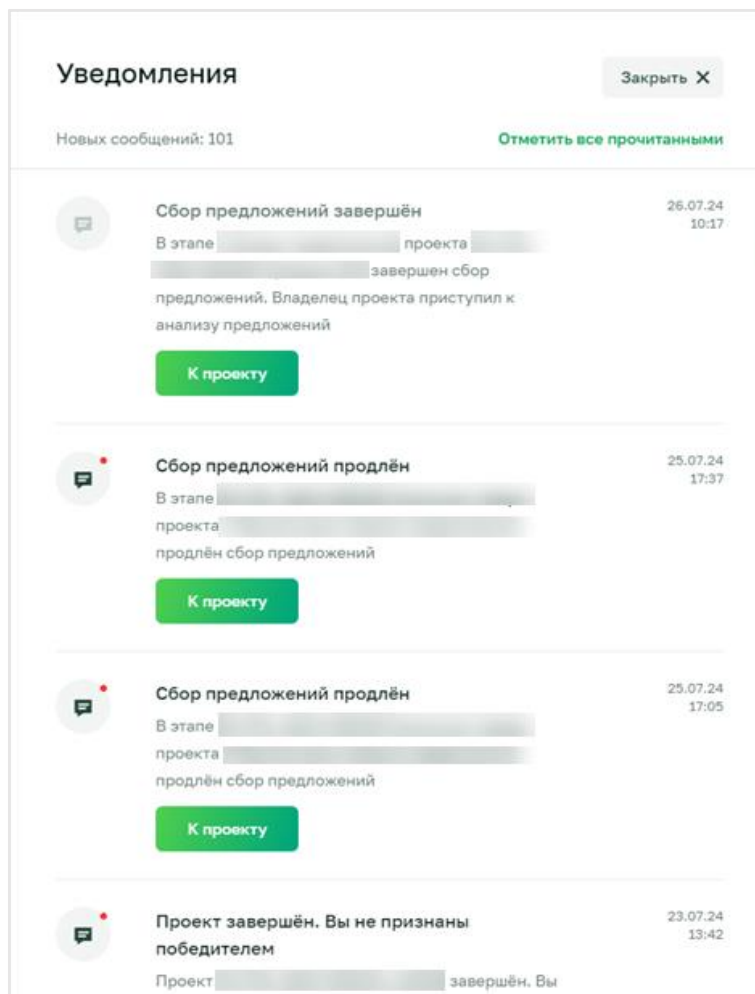 Уведомления
Закрыть X
Новых сообщений: 101
Отметить все прочитанными
Сбор предложений завершён
26.07.24
10:17
В этапе проекта
завершен сбор
предложений. Владелец проекта приступил к
анализу предложений
К проекту
Сбор предложений продлён
25.07.24
17:37
В этапе
проекта
продлён сбор предложений
К проекту
Сбор предложений продлён
25.07.24
17:05
В этапе
проекта
продлён сбор предложений
К проекту
Проект завершён. Вы не признаны
победителем
23.07.24
13:42
Проект завершён. Вы